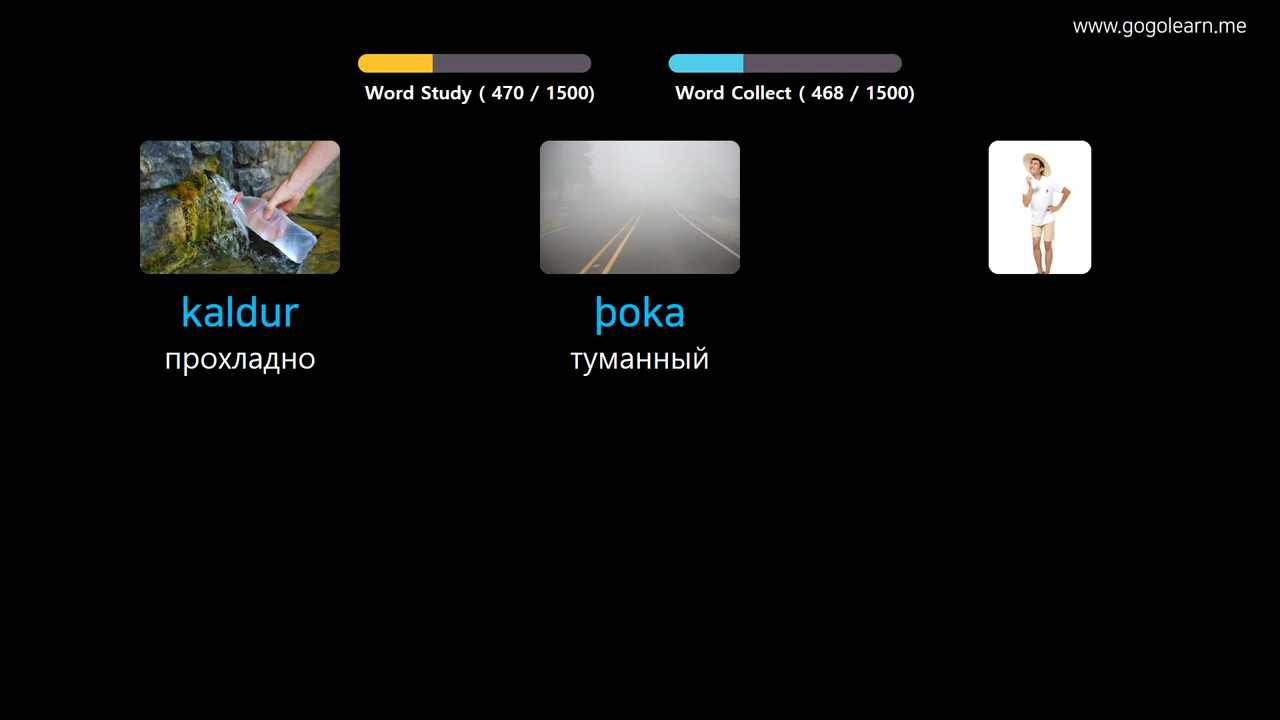 www.gogolearn.me
Word Study ( 470 / 1500)
Word Collect ( 468 / 1500)
kaldur
прохладно
þoka
туманный